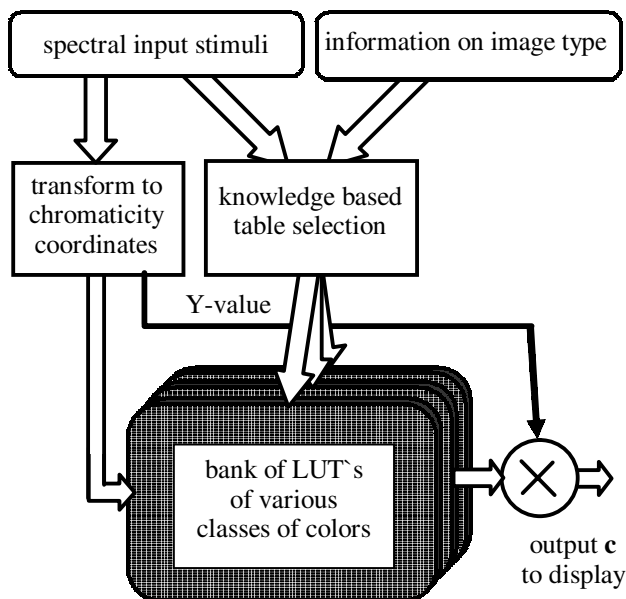 spectral input stimuli
information on image type
transform to
chromaticity
coordinates
knowledge based
table selection
Y-value
bank of LUT`s
of various
classes of colors
output c
to display